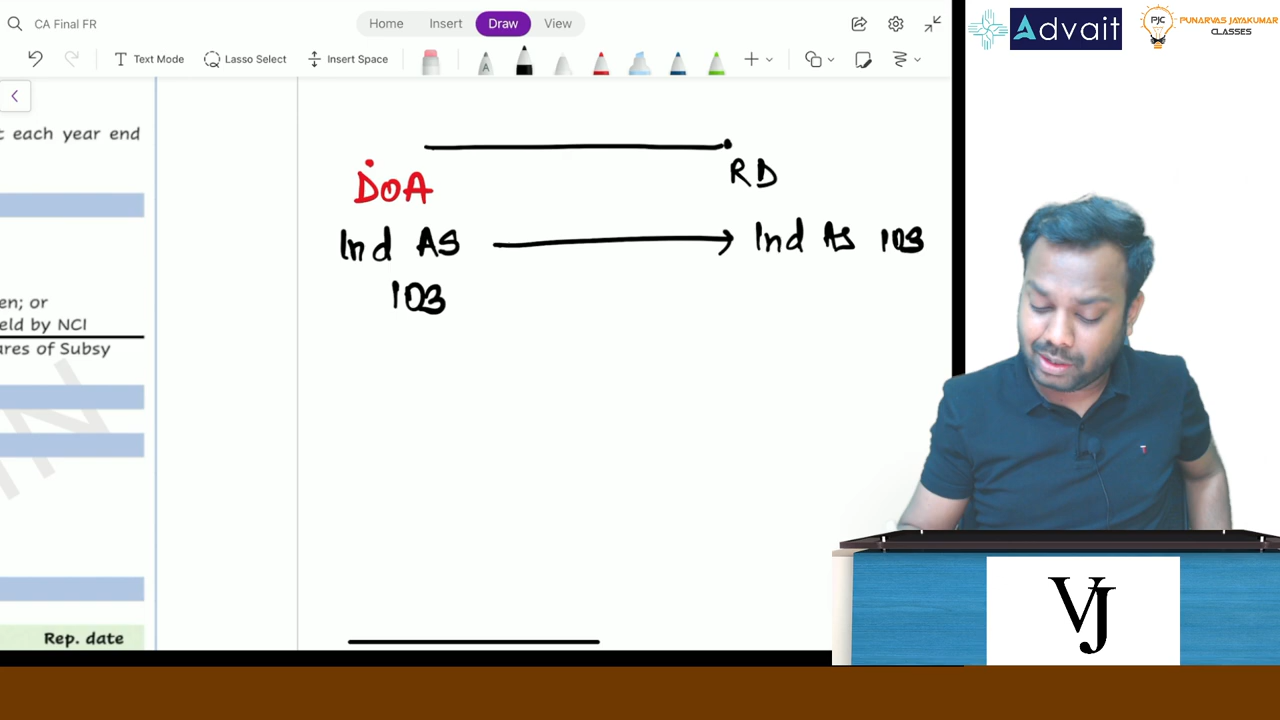 CA Final FR
Home Insert Draw View
Text Mode Lasso Select Insert Space
each year end
en; or
eld by NCI
ares of Subsy
Rep. date
DOA
RD
Ind AS
103
Ind AS 103
Advait
PJC
PUNARVAS JAYAKUMAR
CLASSES
VJ